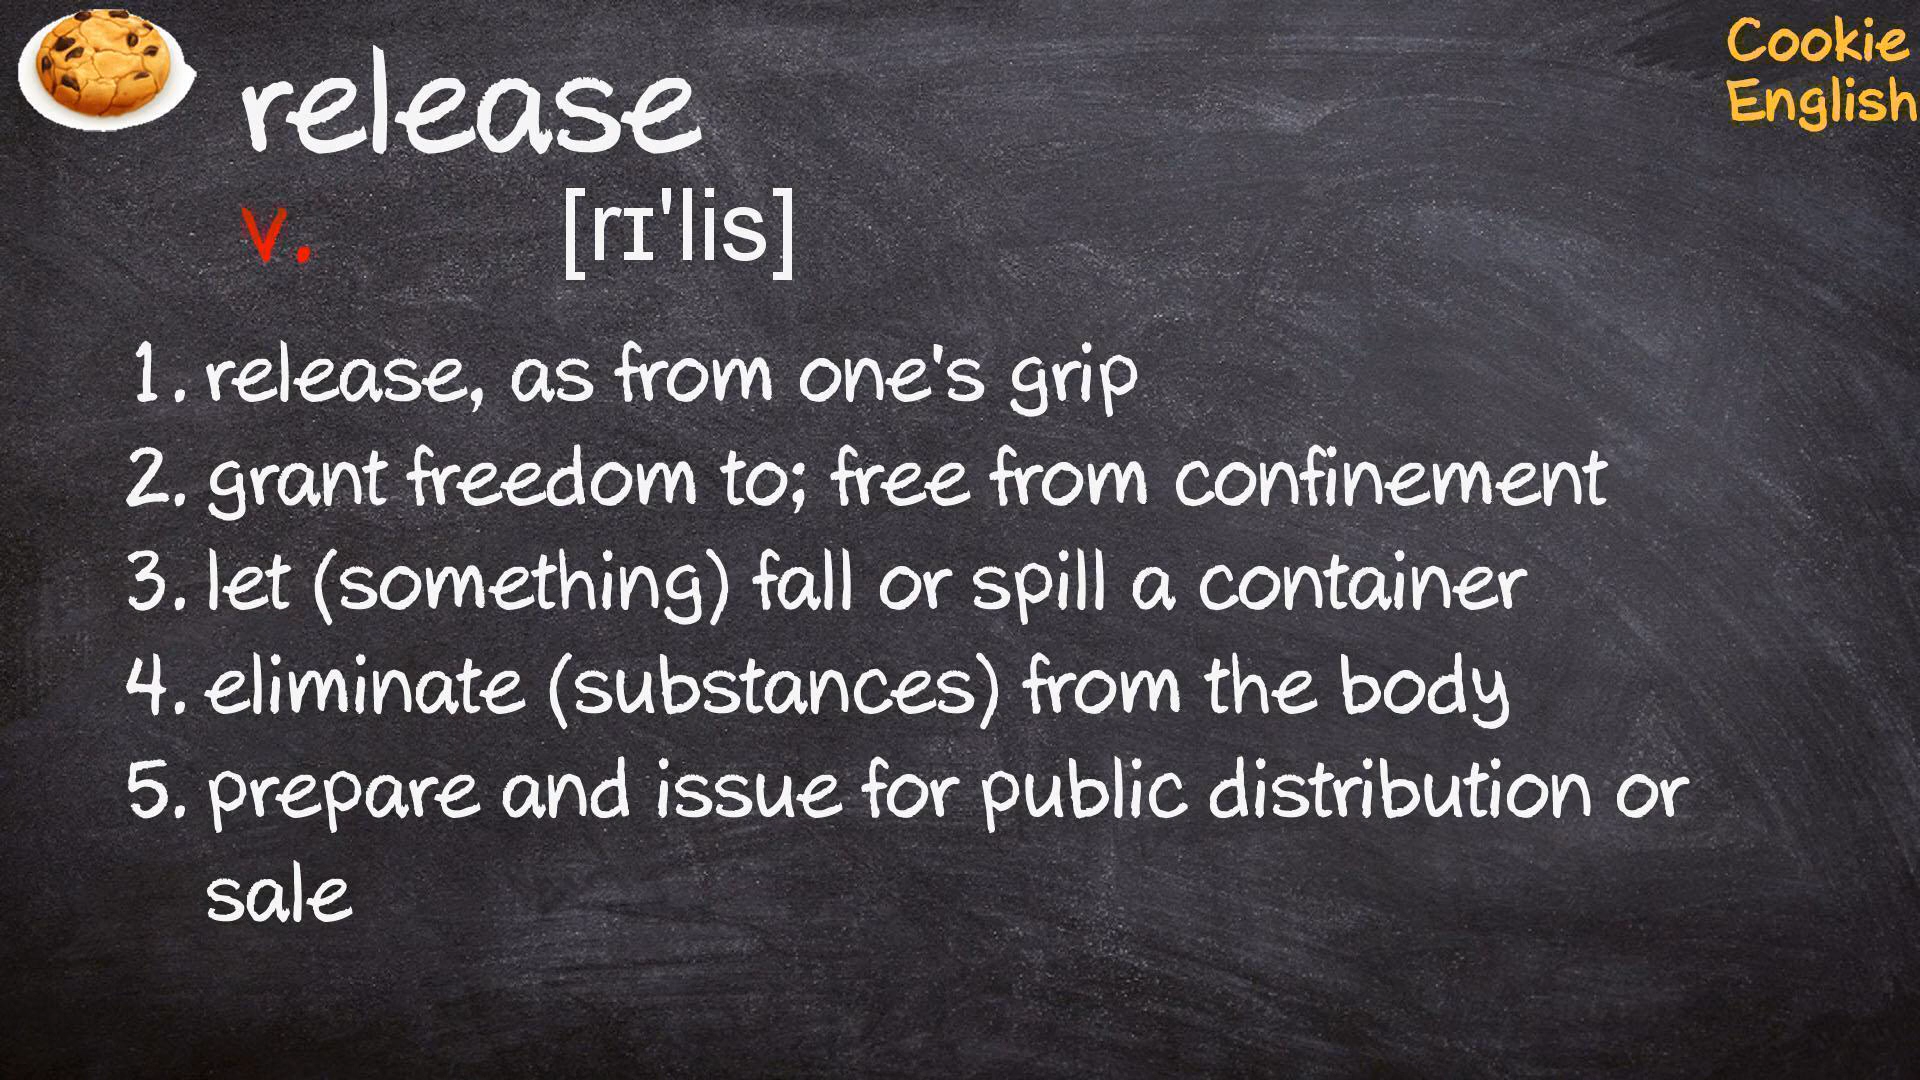 release
Cookie
English
v. [rɪ'lis]
1. release, as from one's grip
2. grant freedom to; free from confinement
3. let (something) fall or spill a container
4. eliminate (substances) from the body
5. prepare and issue for public distribution or
sale